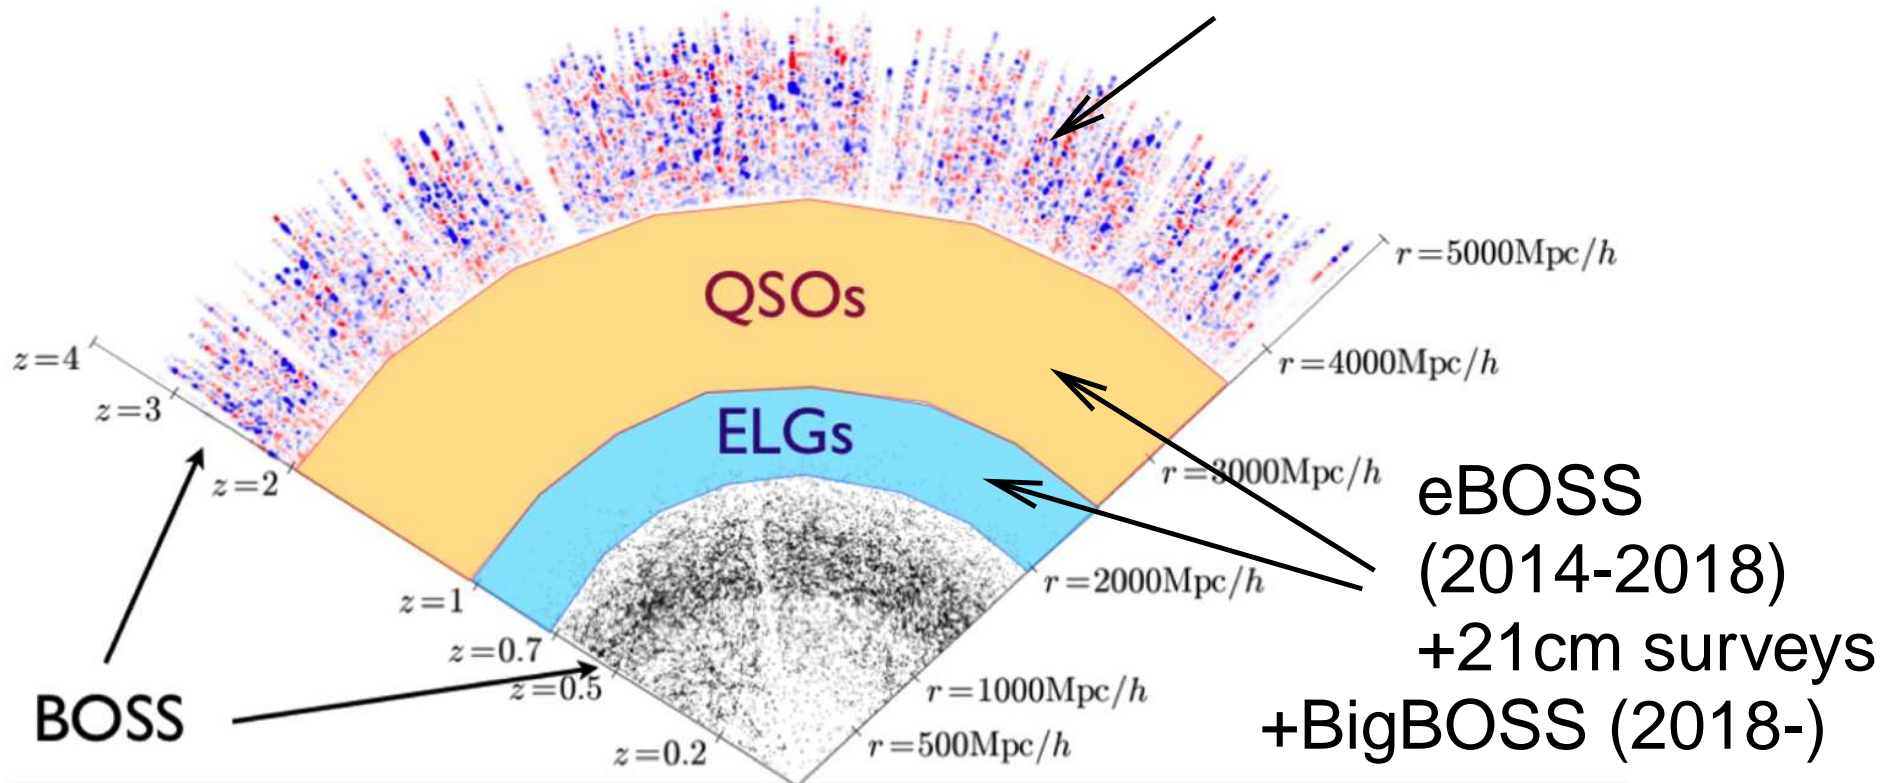 QSOs
ELGs
z=4
z=3
z=2
z=1
z=0.7
z=0.5
z=0.2
r=5000Mpc/h
r=4000Mpc/h
r=3000Mpc/h
r=2000Mpc/h
r=1000Mpc/h
r=500Mpc/h
BOSS
eBOSS
(2014-2018)
+21cm surveys
+BigBOSS (2018-)